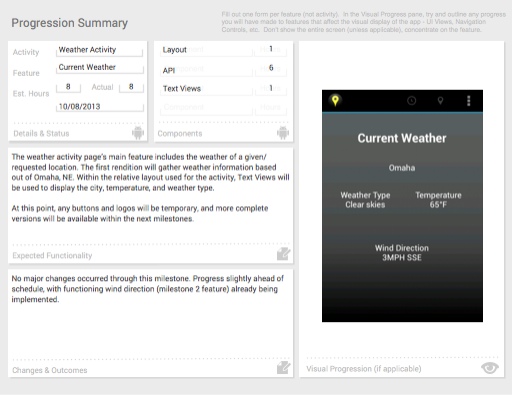 Progression Summary
Fill out one form per feature (not activity). In the Visual Progress pane, try and outline any progress
you will have made to features that affect the visual display of the app - UI Views, Navigation
Controls, etc. Don't show the entire screen (unless applicable), concentrate on the feature.
Activity Weather Activity
Feature Current Weather
Est. Hours 8 Actual 8
10/08/2013
Details & Status
Layout 1
API 6
Text Views 1
Components
The weather activity page's main feature includes the weather of a given/
requested location. The first rendition will gather weather information based
out of Omaha, NE. Within the relative layout used for the activity, Text Views will
be used to display the city, temperature, and weather type.
At this point, any buttons and logos will be temporary, and more complete
versions will be available within the next milestones.
Expected Functionality
No major changes occurred through this milestone. Progress slightly ahead of
schedule, with functioning wind direction (milestone 2 feature) already being
implemented.
Changes & Outcomes
Current Weather
Omaha
Weather Type Temperature
Clear skies 65°F
Wind Direction
3MPH SSE
Visual Progression (if applicable)